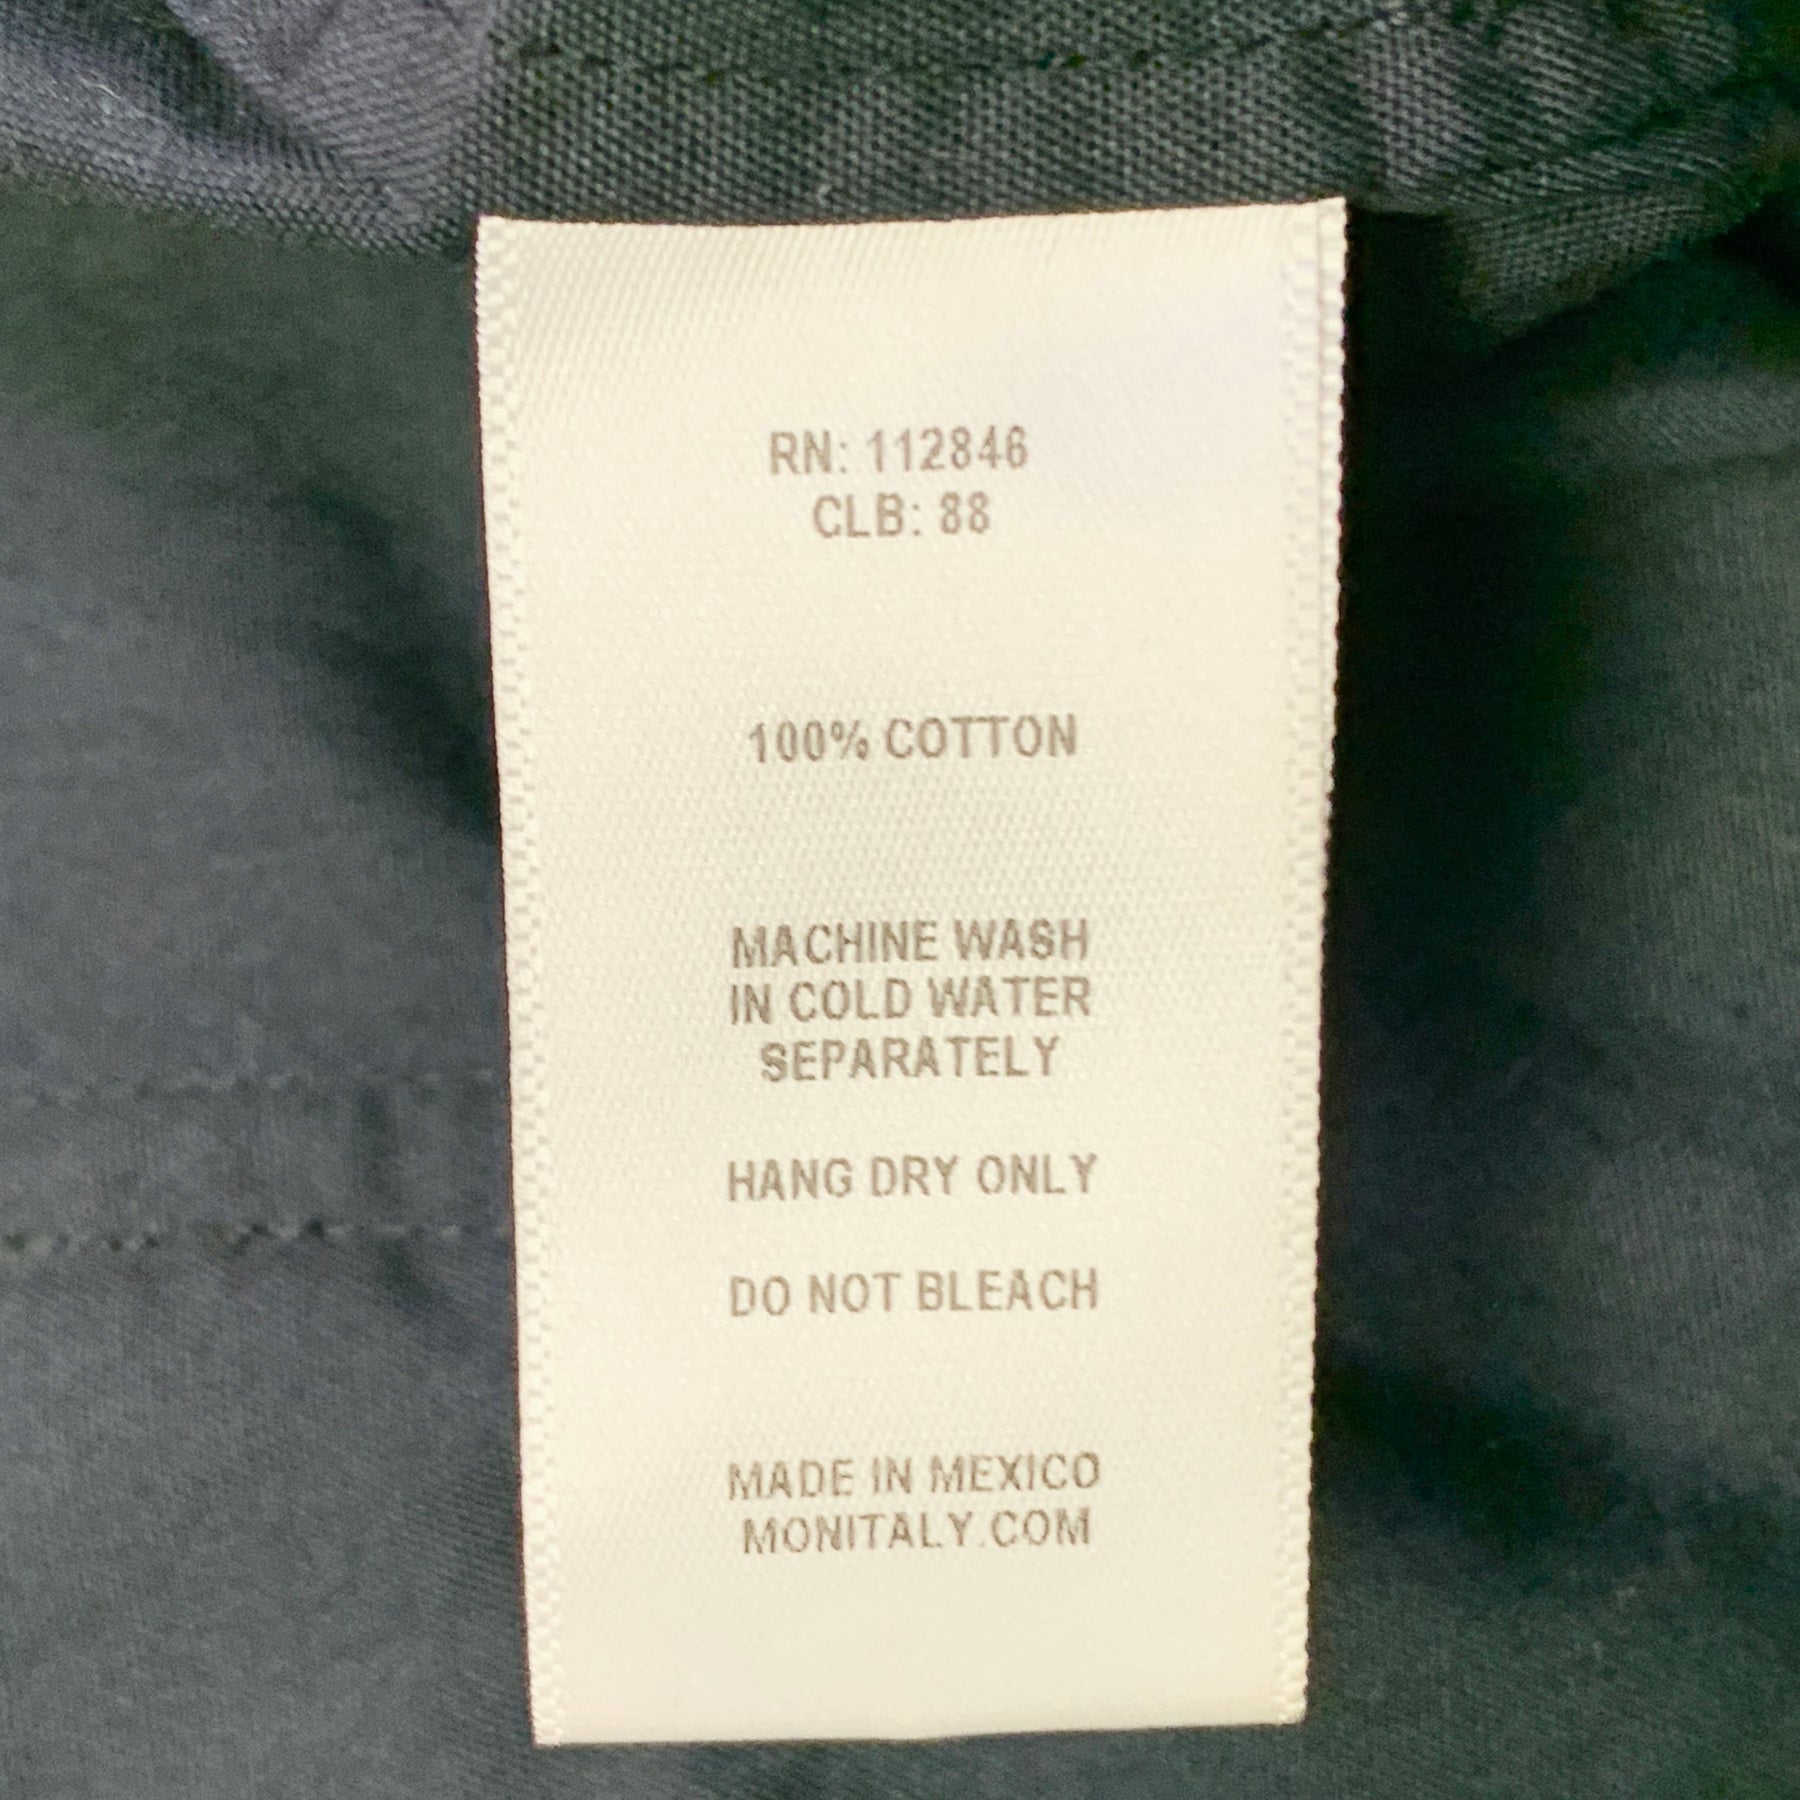 RN: 112846
CLB: 88
100% COTTON
MACHINE WASH
IN COLD WATER
SEPARATELY
HANG DRY ONLY
DO NOT BLEACH
MADE IN MEXICO
MONITALY.COM